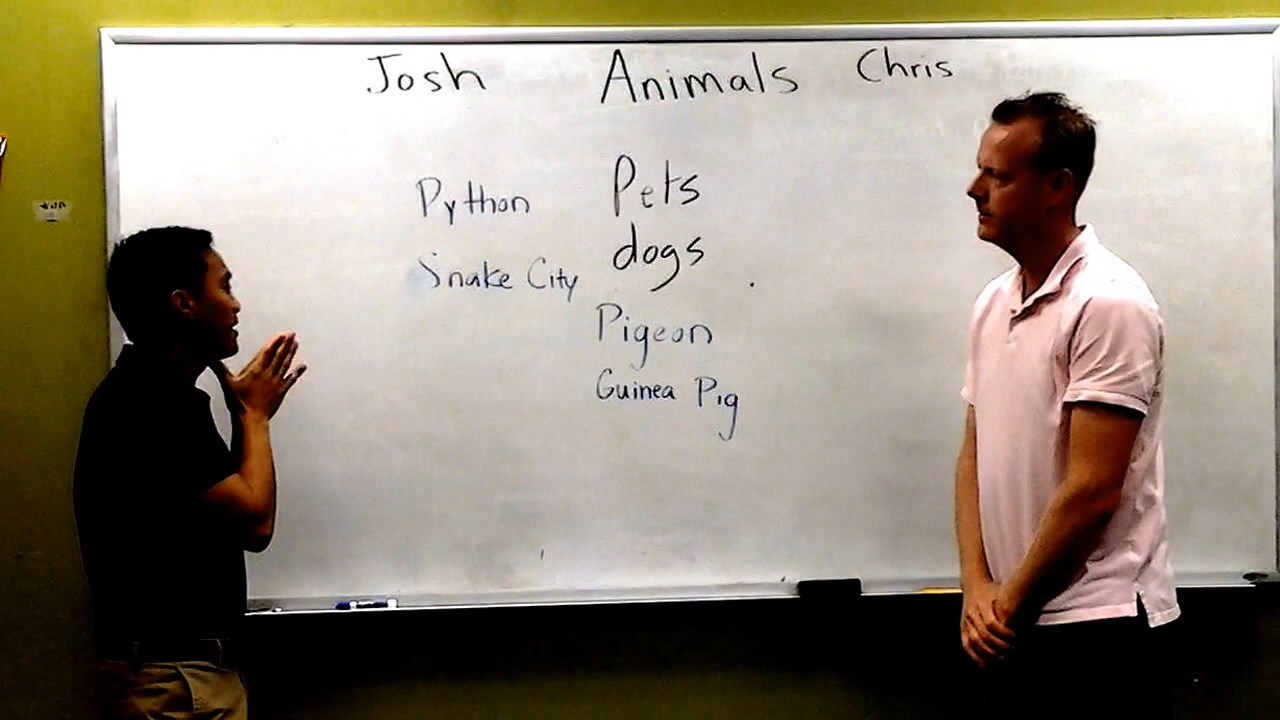 Josh Animals Chris
Python Pets
Snake City dogs
Pigeon
Guinea Pig